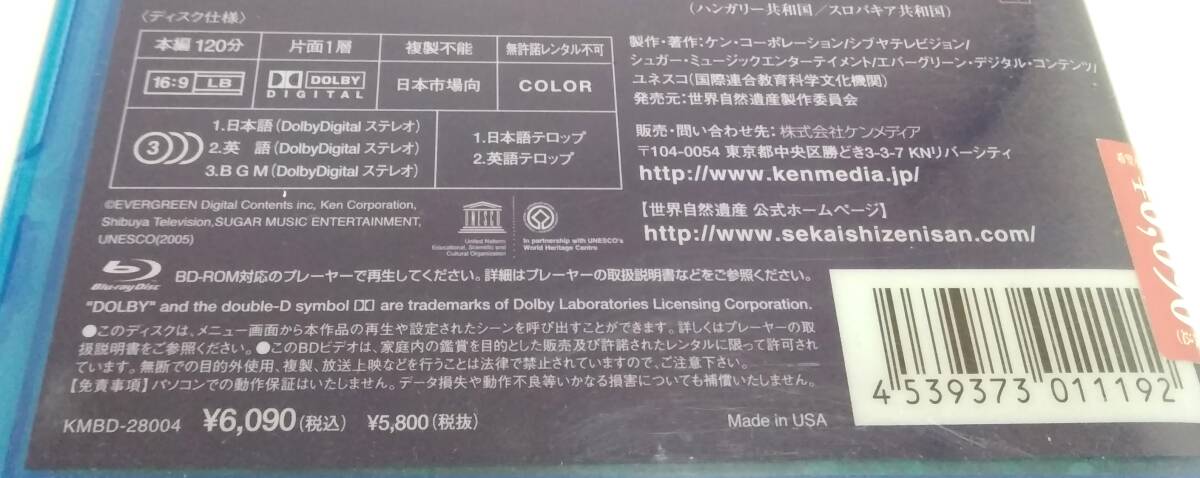 〈ディスク仕様〉
本編120分
片面1層
複製不能
無許諾レンタル不可
16:9 LB
DOLBY
DIGITAL
日本市場向
COLOR
3
1.日本語(DolbyDigital ステレオ)
2.英　語(DolbyDigital ステレオ)
3.B G M(DolbyDigital ステレオ)
1.日本語テロップ
2.英語テロップ
©EVERGREEN Digital Contents inc, Ken Corporation,
Shibuya Television,SUGAR MUSIC ENTERTAINMENT,
UNESCO(2005)
UNESCO
United Nations
Educational, Scientific and
Cultural Organization
In partnership with UNESCO's
World Heritage Centre
(ハンガリー共和国／スロバキア共和国)
製作・著作:ケン・コーポレーション/シブヤテレビジョン/
シュガー・ミュージックエンターテイメント/エバーグリーン・デジタル・コンテンツ/
ユネスコ(国際連合教育科学文化機関)
発売元:世界自然遺産製作委員会
販売・問い合わせ先:株式会社ケンメディア
〒104-0054 東京都中央区勝どき3-3-7 KNリバーシティ
http://www.kenmedia.jp/
【世界自然遺産 公式ホームページ】
http://www.sekaishizenisan.com/
Blu-ray Disc
BD-ROM対応のプレーヤーで再生してください。詳細はプレーヤーの取扱説明書などをご参照ください。
"DOLBY" and the double-D symbol are trademarks of Dolby Laboratories Licensing Corporation.
●このディスクは、メニュー画面から本作品の再生や設定されたシーンを呼び出すことができます。詳しくはプレーヤーの取
扱説明書をご参照ください。●このBDビデオは、家庭内の鑑賞を目的とした販売及び許諾されたレンタルに限って許可され
ています。無断での目的外使用、複製、放送上映などを行うことは法律で禁止されていますので、ご注意下さい。
【免責事項】パソコンでの動作保証はいたしません。データ損失や動作不良等いかなる損害についても補償いたしません。
KMBD-28004 ¥6,090(税込) ¥5,800(税抜)
Made in USA
4 539373 011192